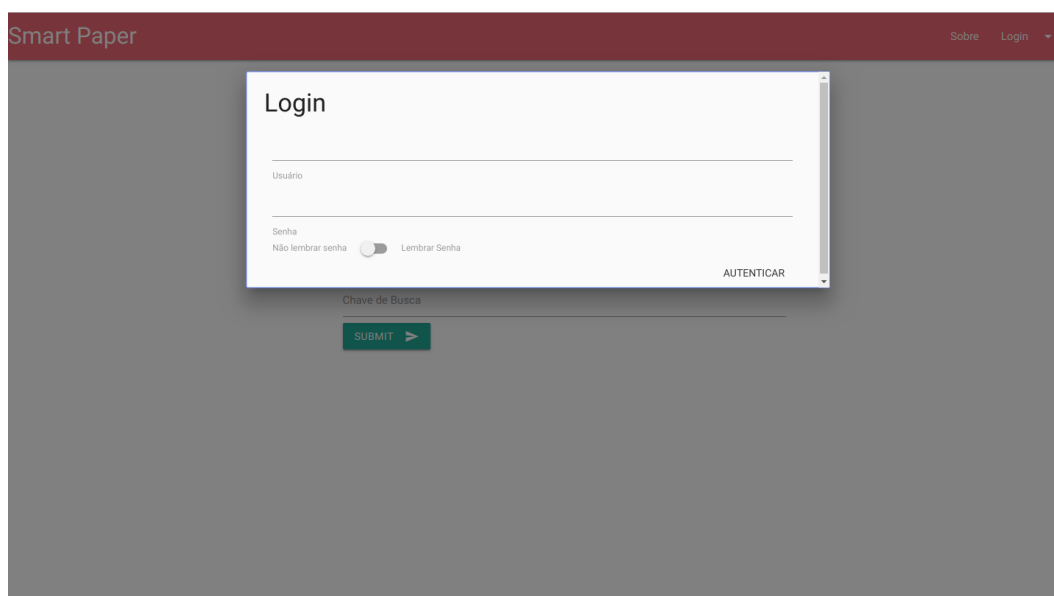 Smart Paper
Sobre Login
Login
Usuário
Senha
Não lembrar senha Lembrar Senha
AUTENTICAR
Chave de Busca
SUBMIT